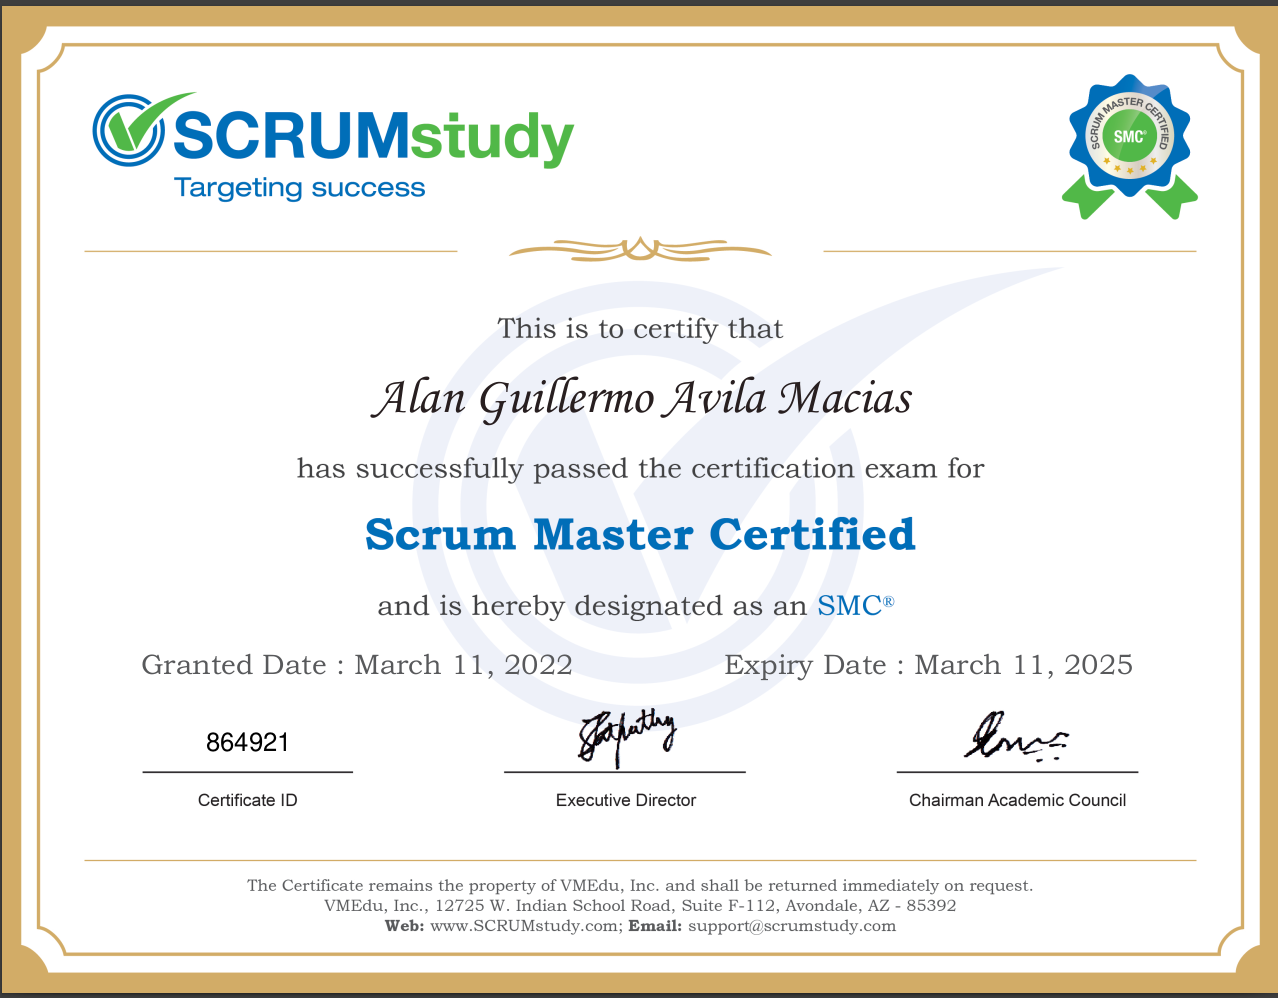 SCRUMstudy
Targeting success
SCRUM MASTER CERTIFIED
SMC®
This is to certify that
Alan Guillermo Avila Macias
has successfully passed the certification exam for
Scrum Master Certified
and is hereby designated as an SMC®
Granted Date : March 11, 2022 Expiry Date : March 11, 2025
864921
Certificate ID Executive Director Chairman Academic Council
The Certificate remains the property of VMEdu, Inc. and shall be returned immediately on request.
VMEdu, Inc., 12725 W. Indian School Road, Suite F-112, Avondale, AZ - 85392
Web: www.SCRUMstudy.com; Email: support@scrumstudy.com